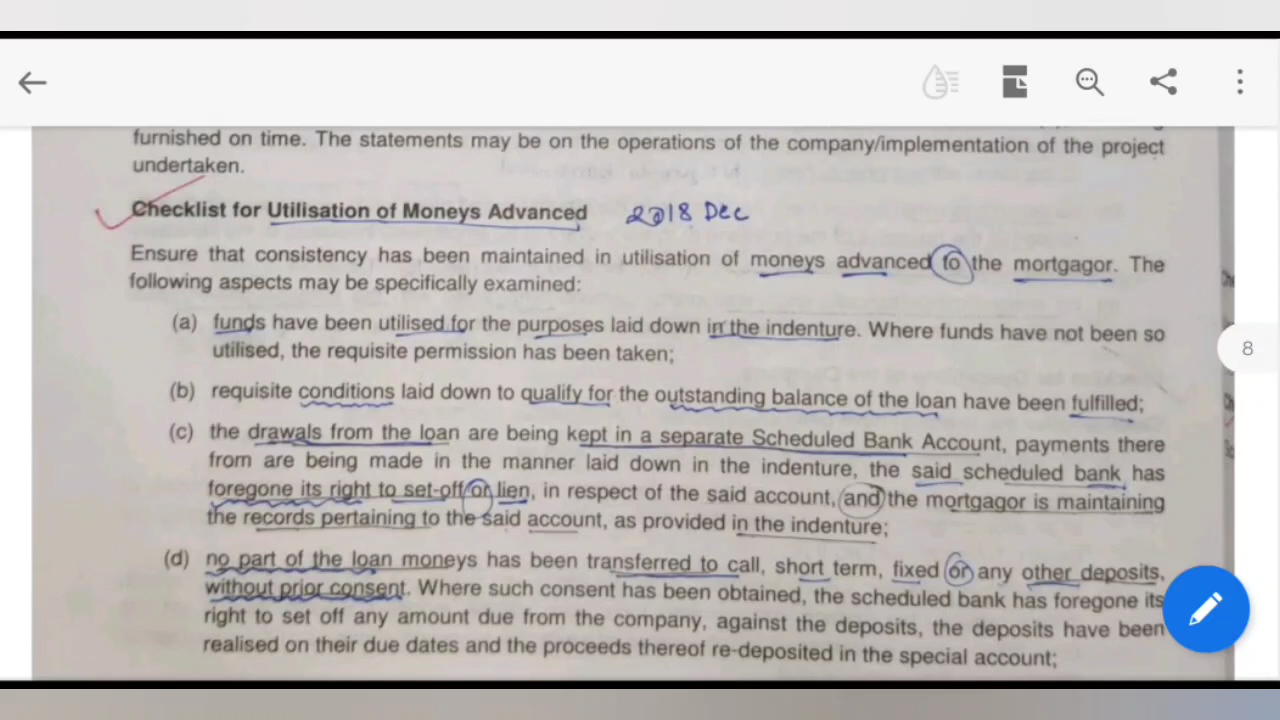 furnished on time. The statements may be on the operations of the company/implementation of the project
undertaken.
Checklist for Utilisation of Moneys Advanced 2018 Dec
Ensure that consistency has been maintained in utilisation of moneys advanced to the mortgagor. The
following aspects may be specifically examined:
(a) funds have been utilised for the purposes laid down in the indenture. Where funds have not been so
utilised, the requisite permission has been taken;
8
(b) requisite conditions laid down to qualify for the outstanding balance of the loan have been fulfilled;
(c) the drawals from the loan are being kept in a separate Scheduled Bank Account, payments there
from are being made in the manner laid down in the indenture, the said scheduled bank has
foregone its right to set-off or lien, in respect of the said account, and the mortgagor is maintaining
the records pertaining to the said account, as provided in the indenture;
(d) no part of the loan moneys has been transferred to call, short term, fixed or any other deposits,
without prior consent. Where such consent has been obtained, the scheduled bank has foregone its
right to set off any amount due from the company, against the deposits, the deposits have been
realised on their due dates and the proceeds thereof re-deposited in the special account;